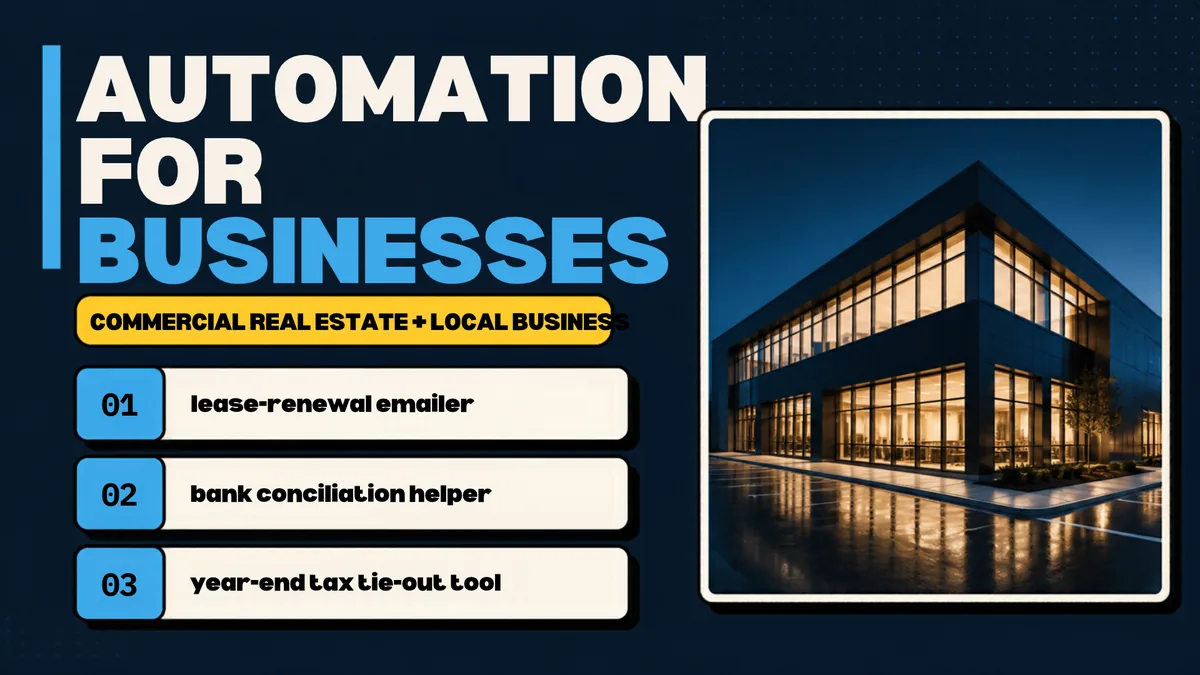 AUTOMATION
FOR
BUSINESSES
COMMERCIAL REAL ESTATE + LOCAL BUSINESS
01 lease-renewal emailer
02 bank conciliation helper
03 year-end tax tie-out tool